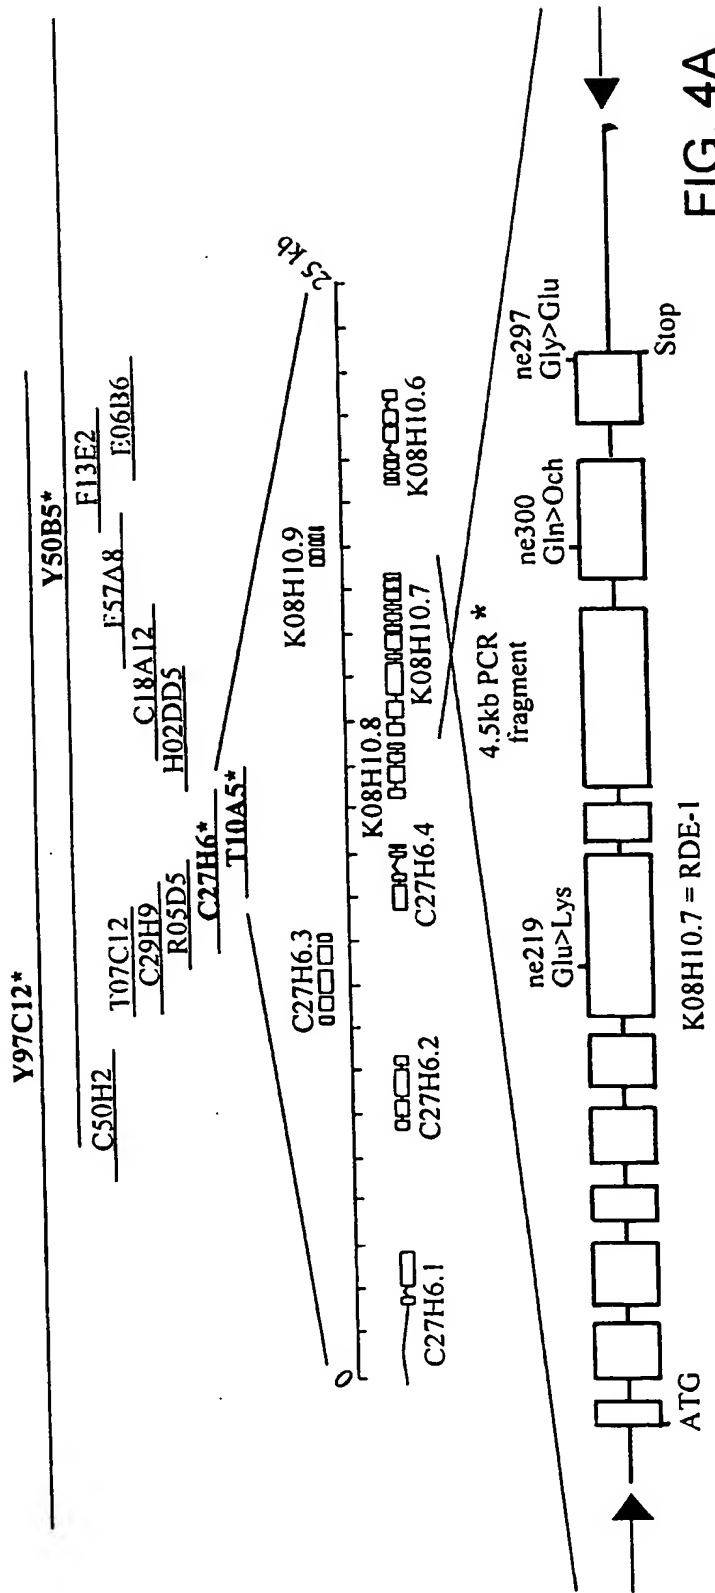 Y97C12*
Y50B5*
C50H2
F13E2
T07C12
F57A8
E06B6
C29H9
C18A12
R05D5
H02DD5
C27H6*
T10A5*
0
25 kb
C27H6.3
K08H10.9
C27H6.1
C27H6.2
C27H6.4
K08H10.8
K08H10.7
K08H10.6
4.5kb PCR *
fragment
ne219
Glu>Lys
ne300
Gln>Och
ne297
Gly>Glu
ATG
Stop
K08H10.7 = RDE-1
FIG. 4A